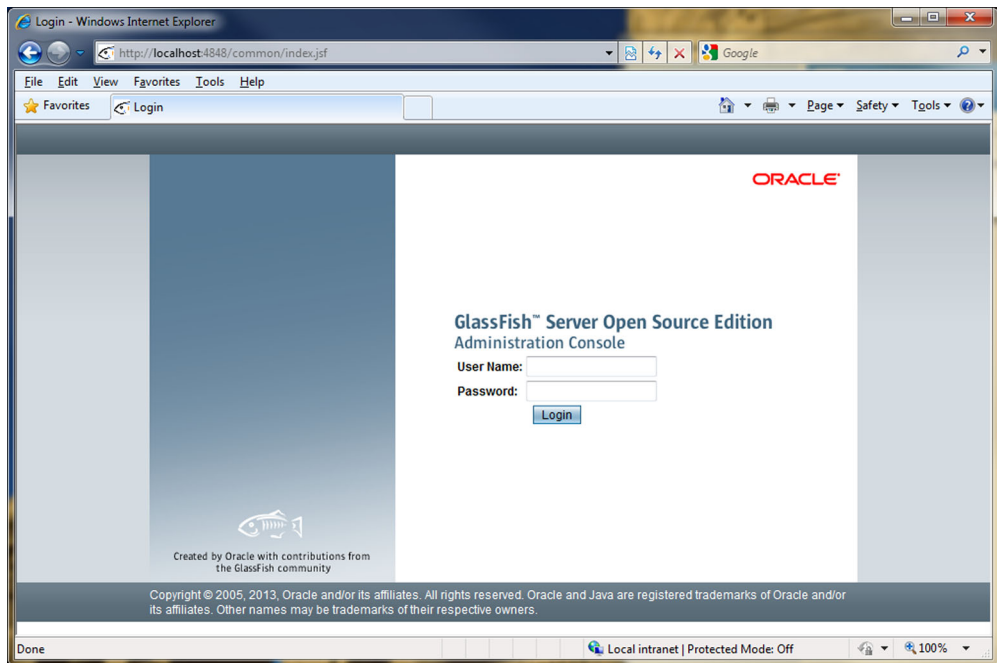 Login - Windows Internet Explorer
http://localhost:4848/common/index.jsf
Google
File Edit View Favorites Tools Help
Favorites
Login
Page Safety Tools
ORACLE
GlassFish™ Server Open Source Edition
Administration Console
User Name:
Password:
Login
Created by Oracle with contributions from
the GlassFish community
Copyright © 2005, 2013, Oracle and/or its affiliates. All rights reserved. Oracle and Java are registered trademarks of Oracle and/or
its affiliates. Other names may be trademarks of their respective owners.
Done
Local intranet | Protected Mode: Off
100%